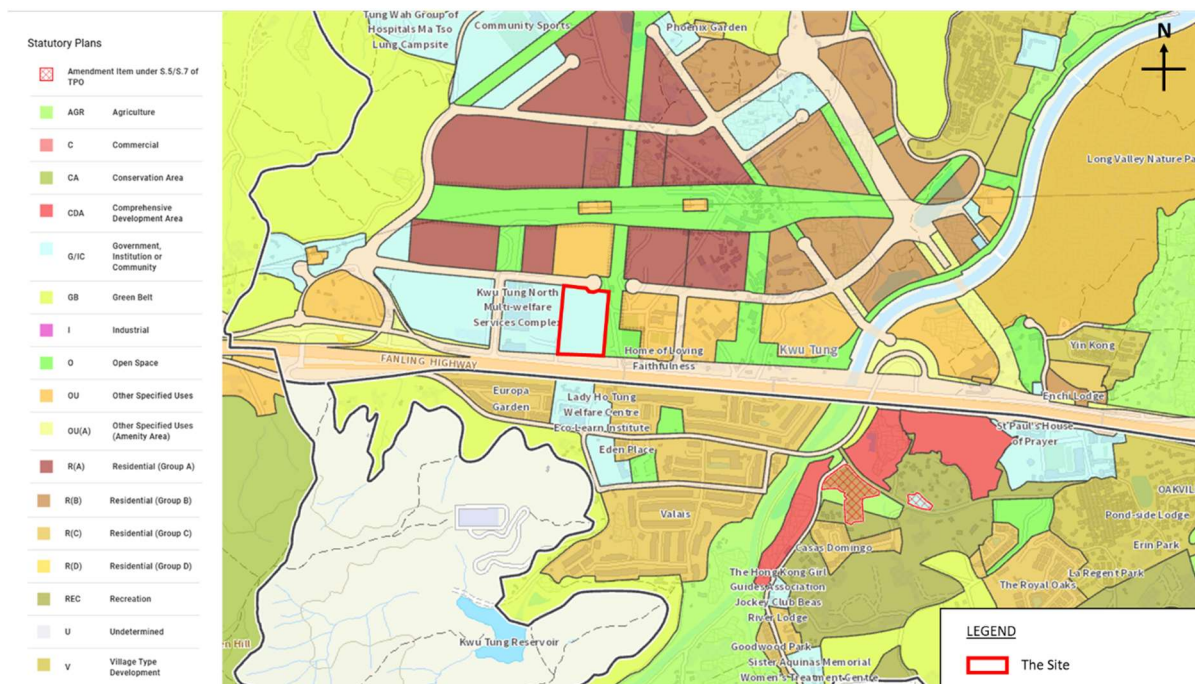 Statutory Plans
Amendment Item under S.5/S.7 of
TPO
AGR Agriculture
C Commercial
CA Conservation Area
CDA Comprehensive
Development Area
G/IC Government,
Institution or
Community
GB Green Belt
I Industrial
O Open Space
OU Other Specified Uses
OU(A) Other Specified Uses
(Amenity Area)
R(A) Residential (Group A)
R(B) Residential (Group B)
R(C) Residential (Group C)
R(D) Residential (Group D)
REC Recreation
U Undetermined
V Village Type
Development
Tung Wah Group of
Hospitals Ma Tso
Lung Campsite
Community Sports
Phoenix Garden
N
Long Valley Nature Pa
Kwu Tung North
Multi-welfare
Services Complex
FANLING HIGHWAY
Home of Loving
Faithfulness
Kwu Tung
Yin Kong
Enchi Lodge
Europa
Garden
Lady Ho Tung
Welfare Centre
Eco-Learn Institute
Eden Place
St Paul's House
of Prayer
Valais
OAKVIL
Pond-side Lodge
Erin Park
Casas Domingo
La Regent Park
The Royal Oaks
The Hong Kong Girl
Guides Association
Jockey Club Beas
River Lodge
Kwu Tung Reservoir
Goodwood Park
Sister Aquinas Memorial
Women's Treatment Centre
n Hill
LEGEND
The Site